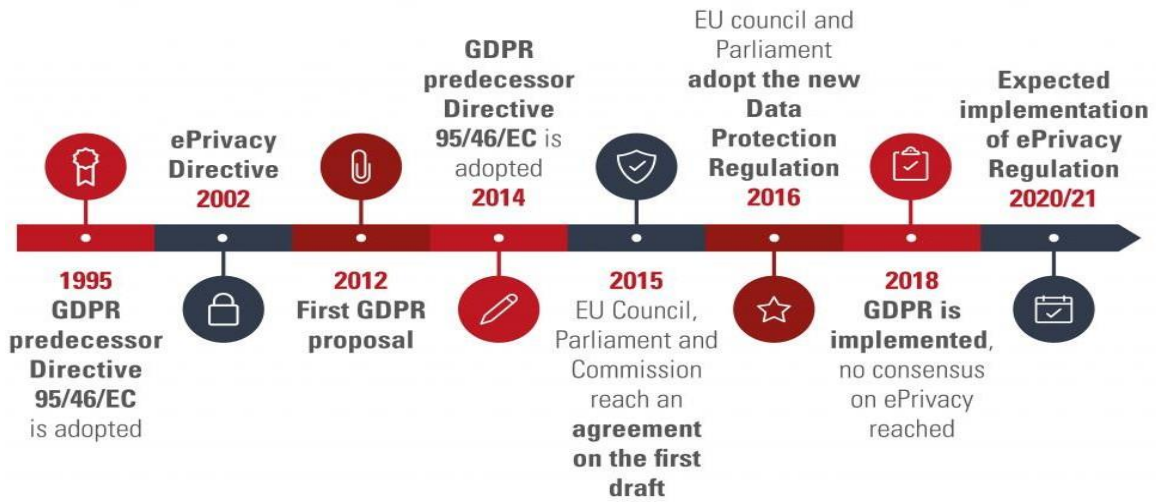 1995
GDPR
predecessor
Directive
95/46/EC
is adopted
ePrivacy
Directive
2002
2012
First GDPR
proposal
GDPR
predecessor
Directive
95/46/EC is
adopted
2014
2015
EU Council,
Parliament and
Commission
reach an
agreement
on the first
draft
EU council and
Parliament
adopt the new
Data
Protection
Regulation
2016
2018
GDPR is
implemented,
no consensus
on ePrivacy
reached
Expected
implementation
of ePrivacy
Regulation
2020/21